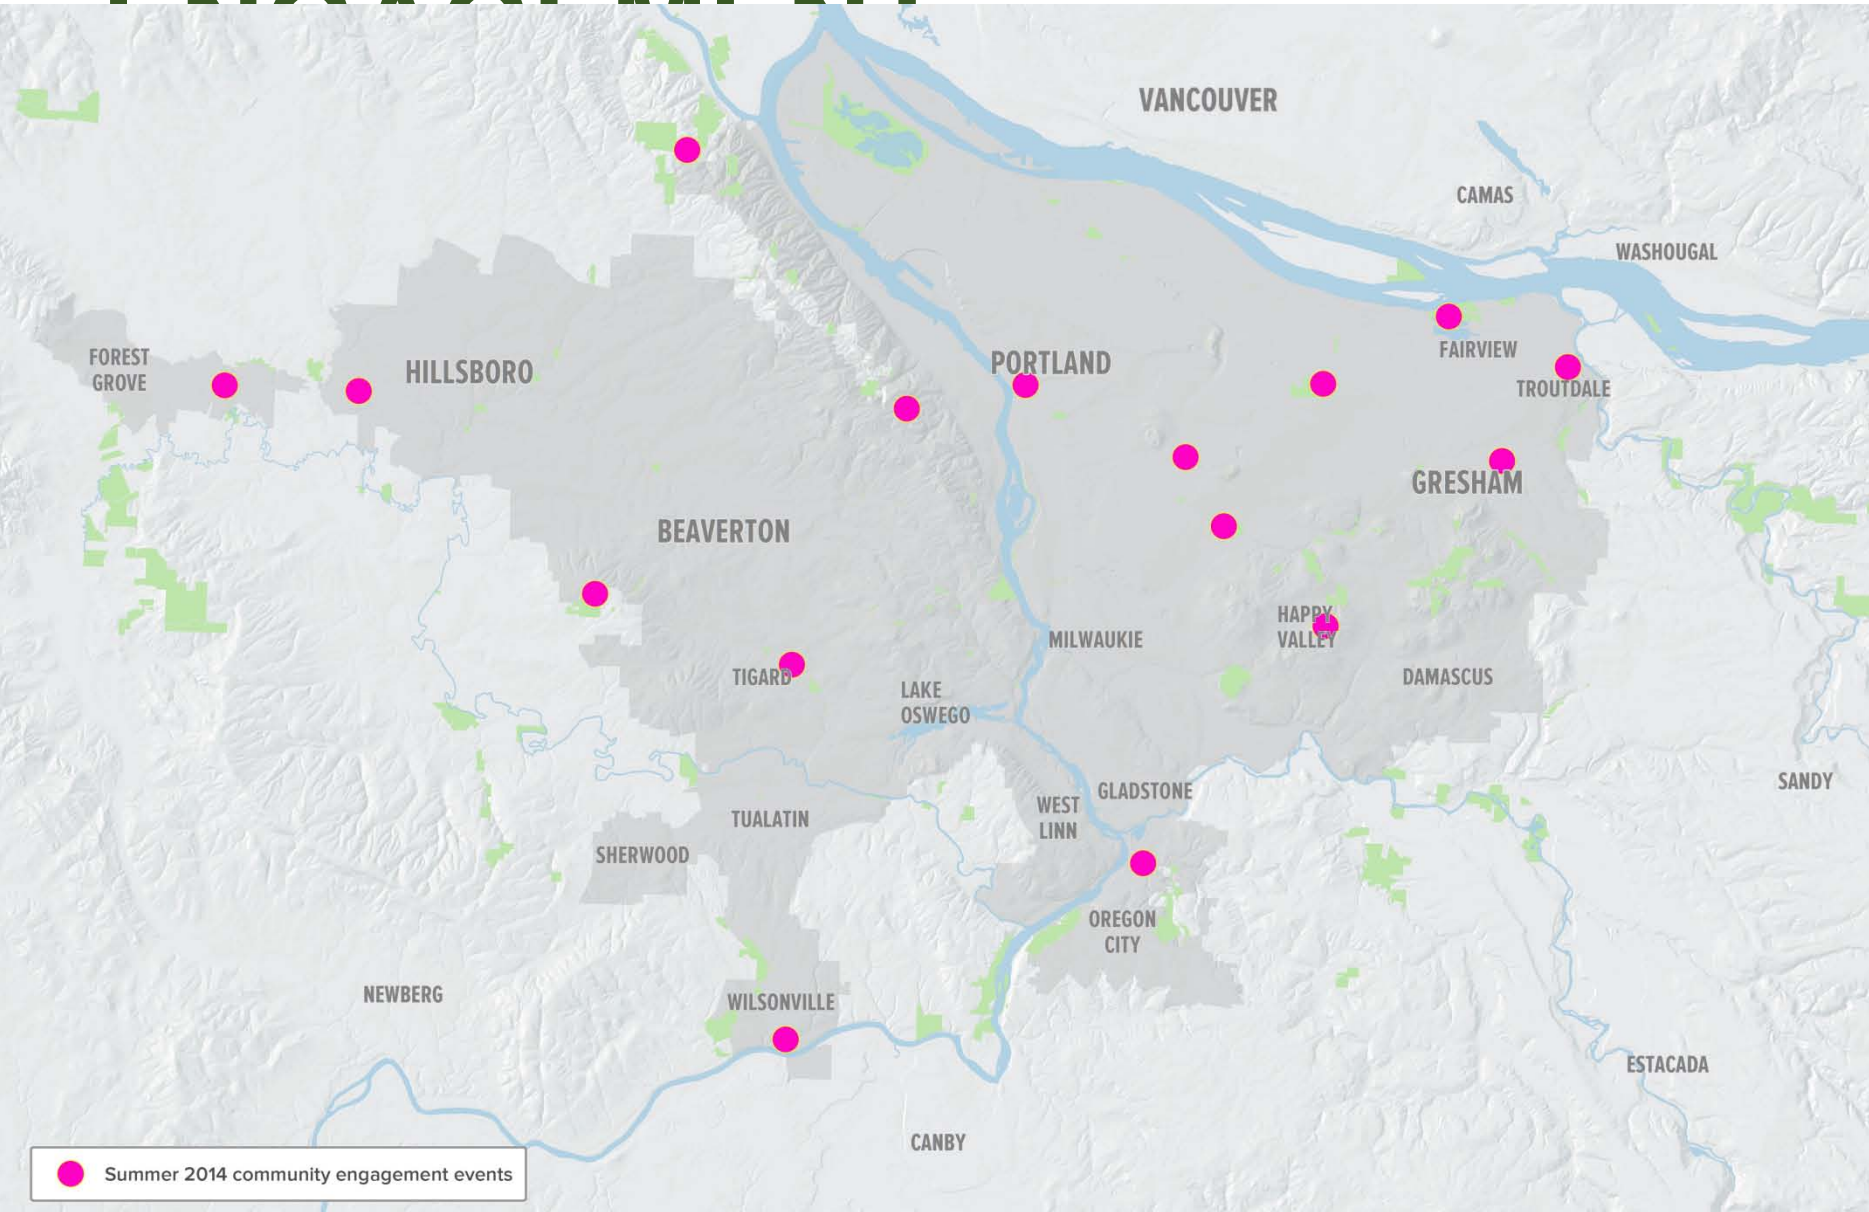 VANCOUVER
CAMAS
WASHOUGAL
FOREST
GROVE
HILLSBORO
PORTLAND
FAIRVIEW
TROUTDALE
GRESHAM
BEAVERTON
HAPPY
VALLEY
MILWAUKIE
TIGARD
DAMASCUS
LAKE
OSWEGO
SANDY
GLADSTONE
WEST
LINN
TUALATIN
SHERWOOD
OREGON
CITY
NEWBERG
WILSONVILLE
ESTACADA
CANBY
Summer 2014 community engagement events